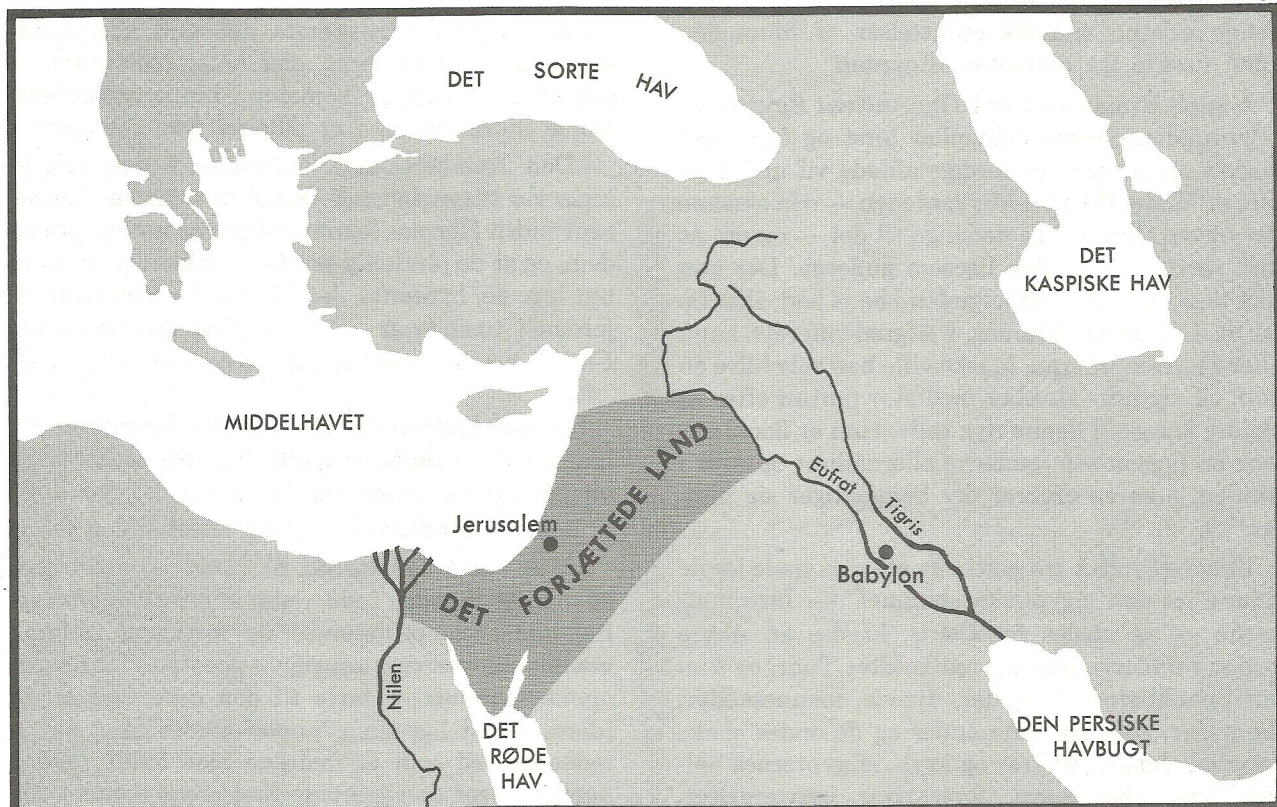 DET SORTE HAV
DET
KASPISKE HAV
MIDDELHAVET
DET FORJÆTTEDE LAND
Eufrat
Tigris
Jerusalem
Babylon
Nilen
DET
RØDE
HAV
DEN PERSISKE
HAVBUGT